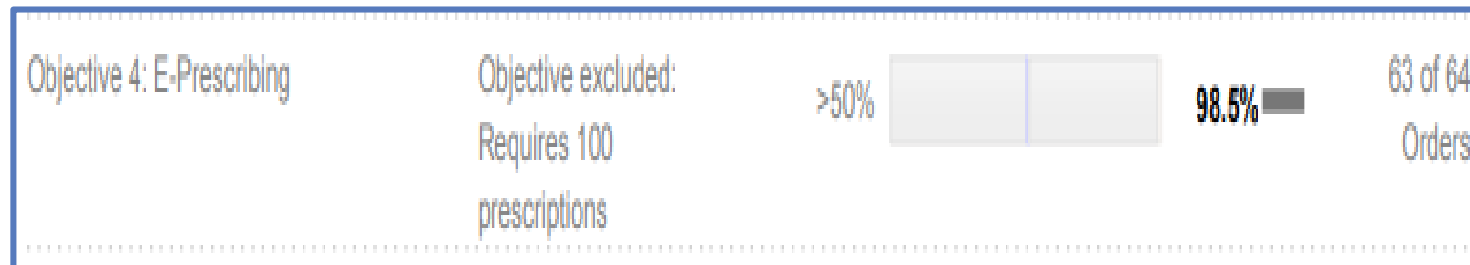 Objective 4: E-Prescribing
Objective excluded:
Requires 100
prescriptions
>50%
98.5%
63 of 64
Orders